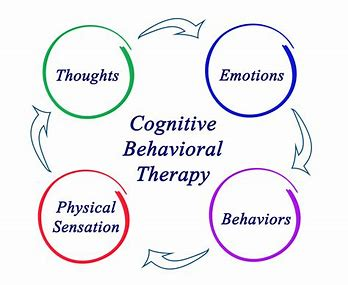 Thoughts
Emotions
Cognitive
Behavioral
Therapy
Physical
Sensation
Behaviors